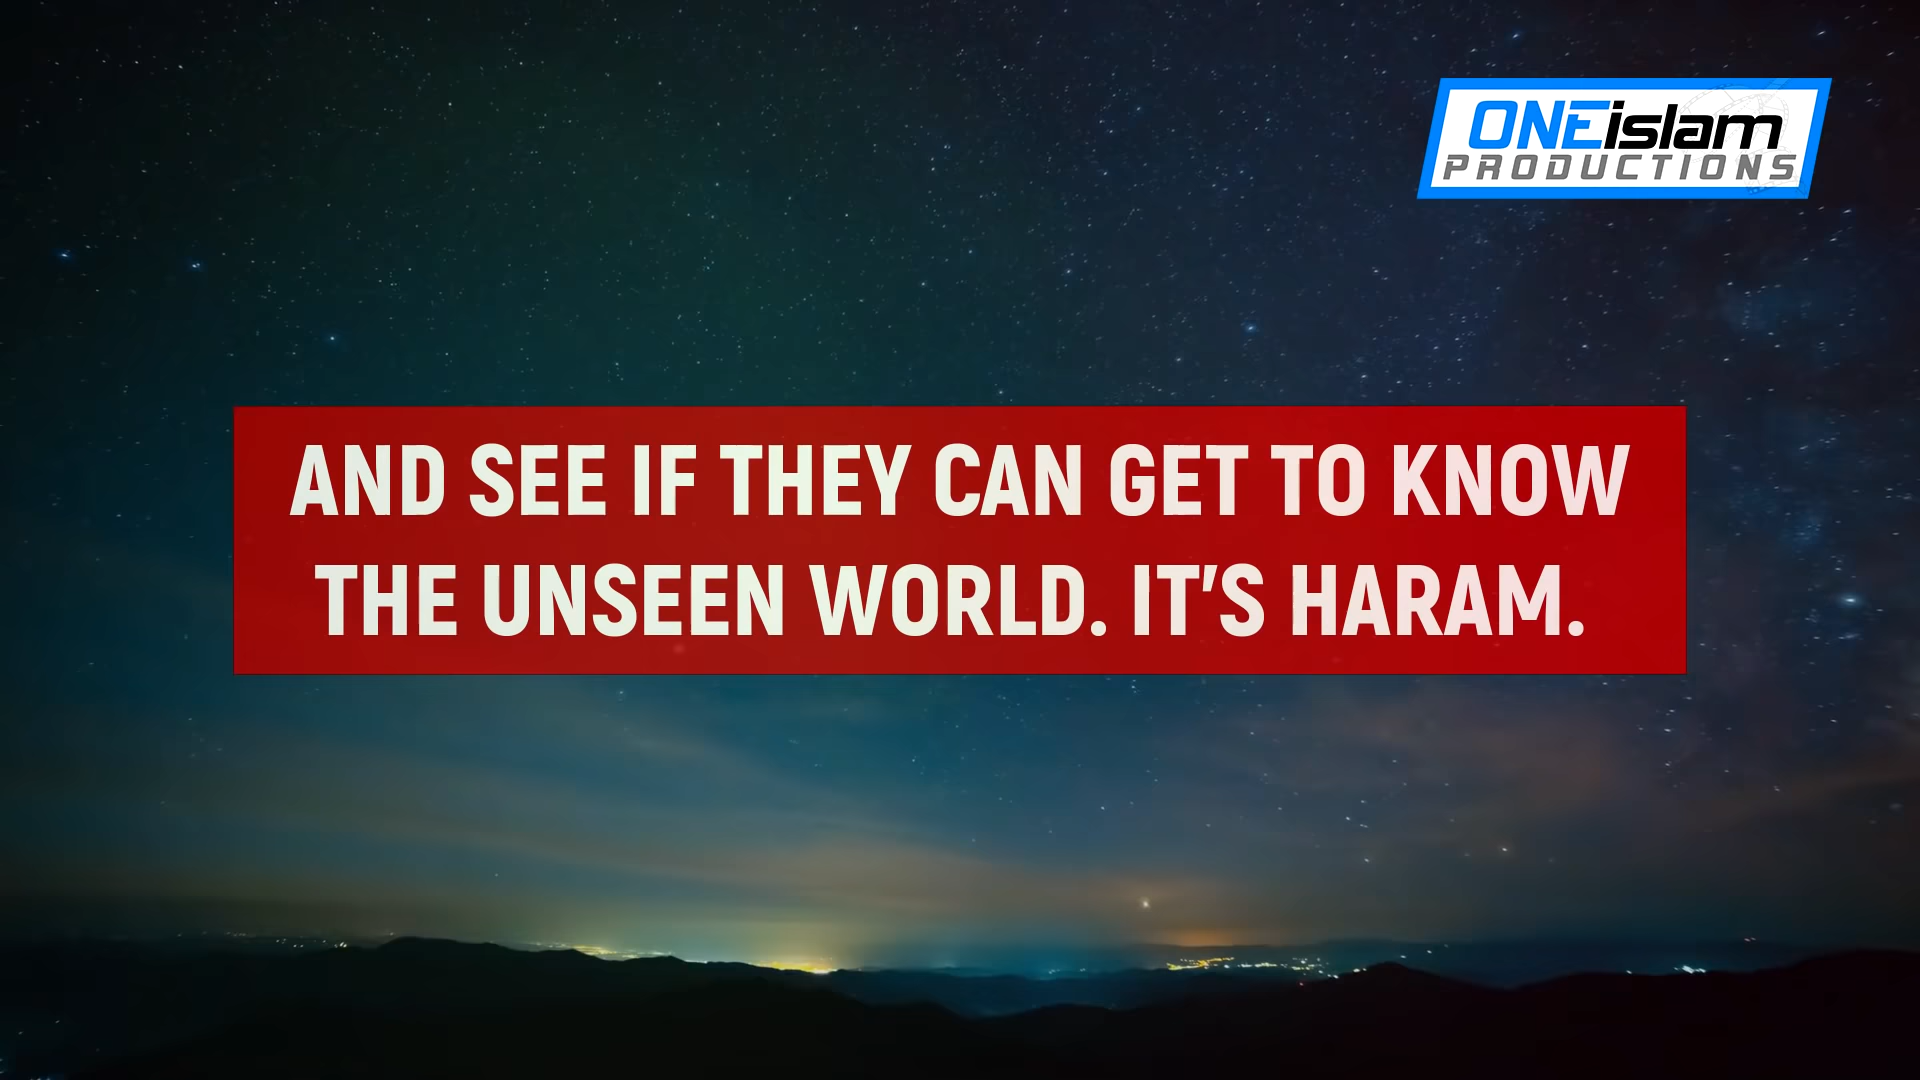 ONEislam
PRODUCTIONS
AND SEE IF THEY CAN GET TO KNOW
THE UNSEEN WORLD. IT'S HARAM.